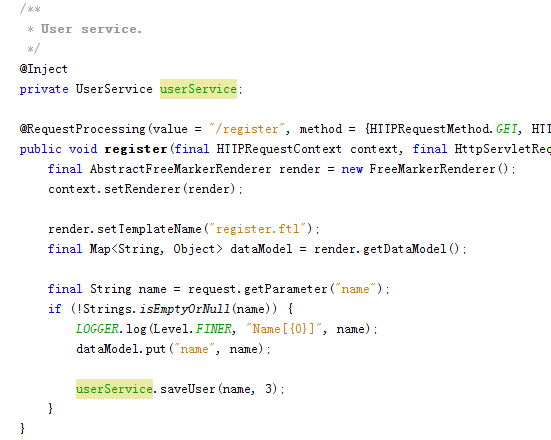 /**
 * User service.
 */
@Inject
private UserService userService;

@RequestProcessing(value = "/register", method = {HTTPRequestMethod.GET, HTT
public void register(final HTTPRequestContext context, final HttpServletReq
    final AbstractFreeMarkerRenderer render = new FreeMarkerRenderer();
    context.setRenderer(render);

    render.setTemplateName("register.ftl");
    final Map<String, Object> dataModel = render.getDataModel();

    final String name = request.getParameter("name");
    if (!Strings.isEmptyOrNull(name)) {
        LOGGER.log(Level.FINER, "Name[{0}]", name);
        dataModel.put("name", name);

        userService.saveUser(name, 3);
    }
}